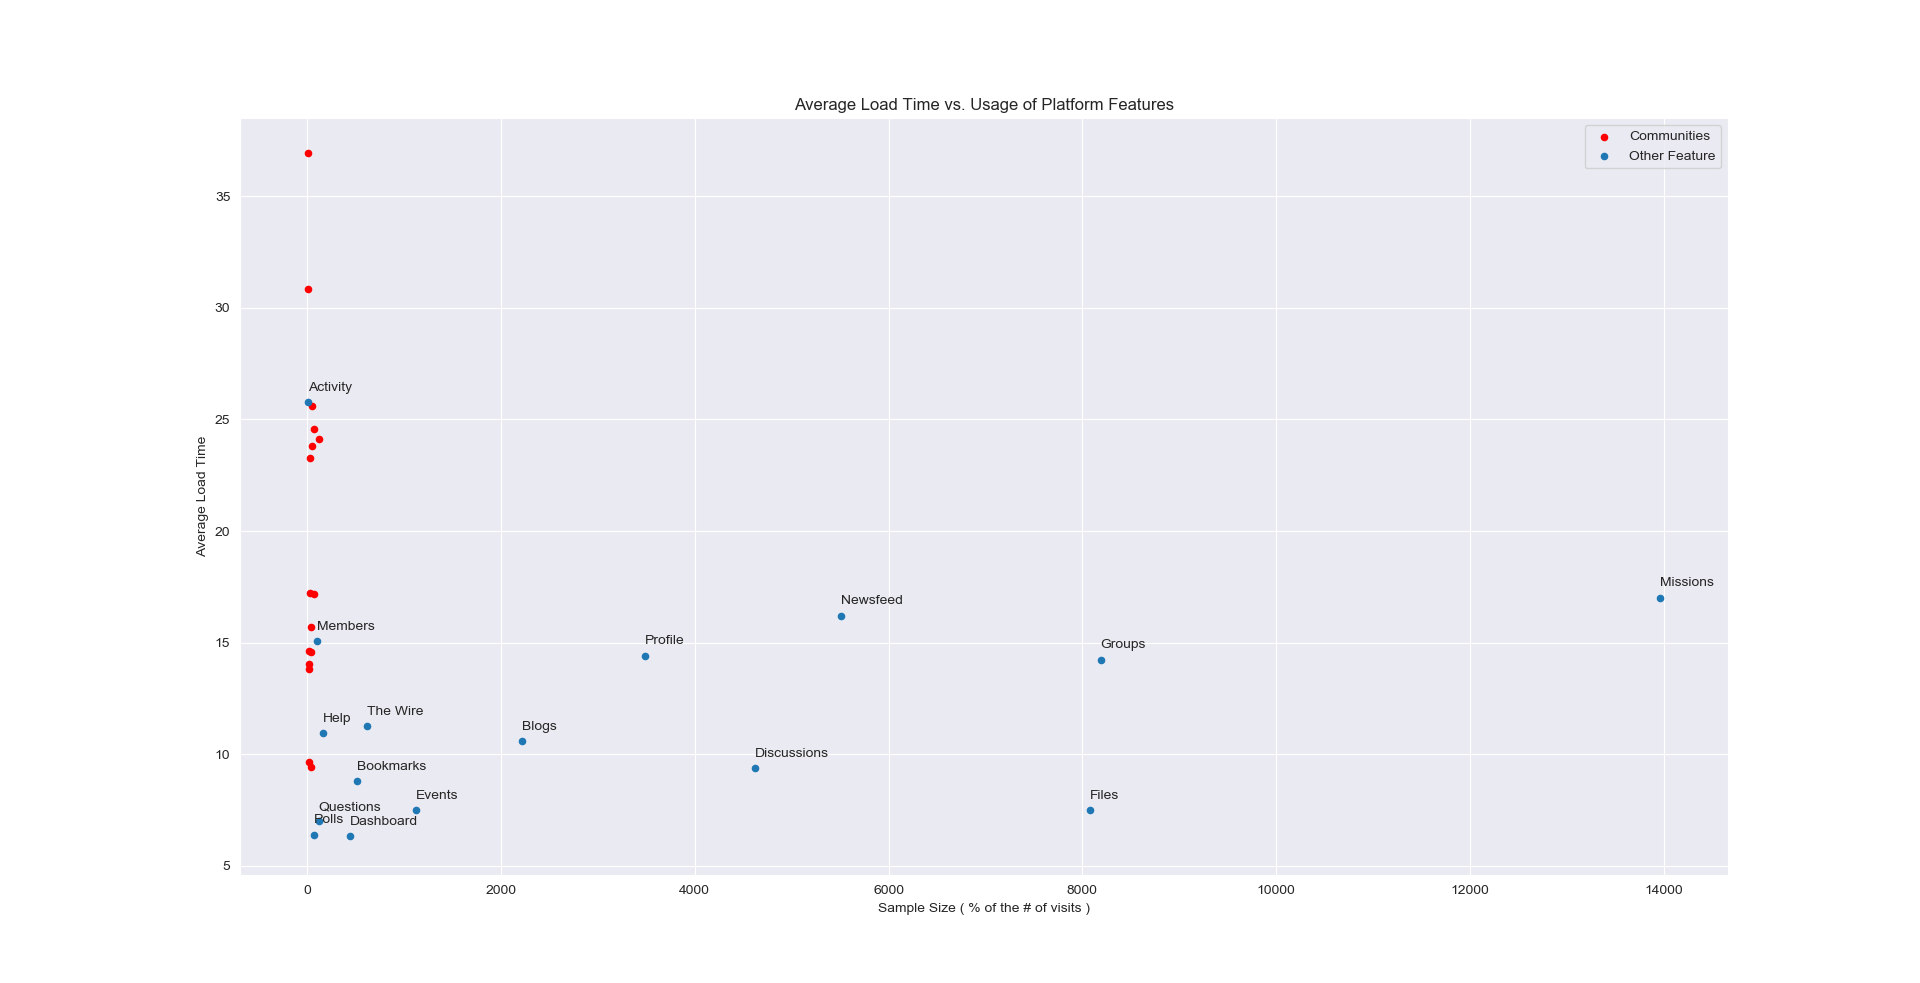 Average Load Time vs. Usage of Platform Features
Communities
Other Feature
35
30
25
20
15
10
5
Average Load Time
Activity
Missions
Newsfeed
Members
Profile
Groups
The Wire
Help
Blogs
Discussions
Bookmarks
Events
Files
Questions
Polls
Dashboard
0
2000
4000
6000
8000
10000
12000
14000
Sample Size ( % of the # of visits )